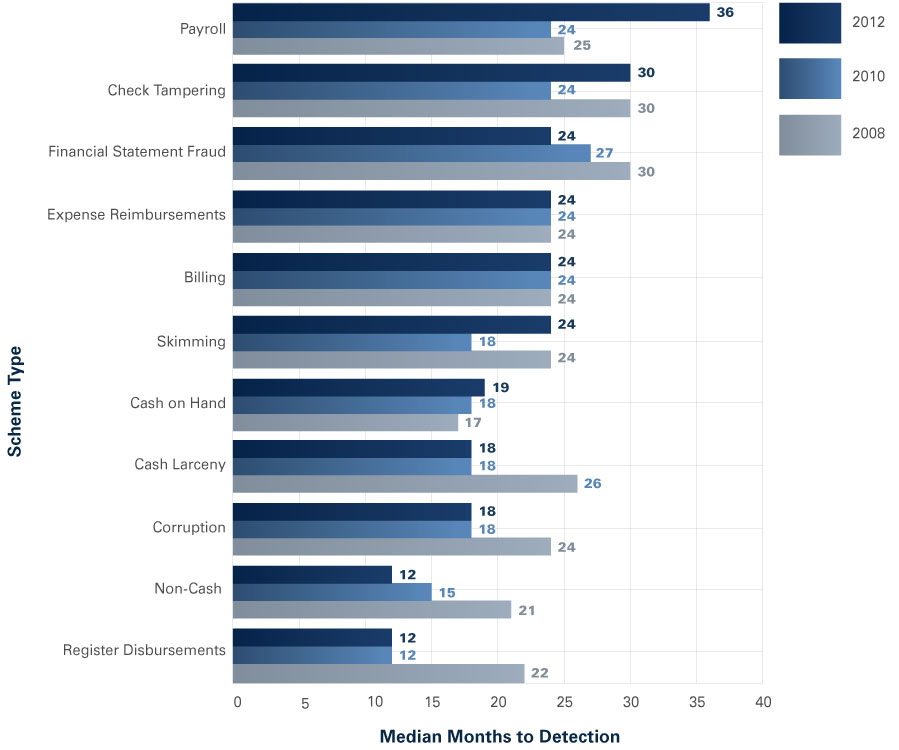 36
2012
Payroll
24
25
2010
30
Check Tampering
24
30
2008
24
Financial Statement Fraud
27
30
24
Expense Reimbursements
24
24
24
Billing
24
24
24
Skimming
18
24
19
Cash on Hand
18
17
18
Cash Larceny
18
26
18
Corruption
18
24
12
Non-Cash
15
21
12
Register Disbursements
12
22
0 5 10 15 20 25 30 35 40
Median Months to Detection
Scheme Type